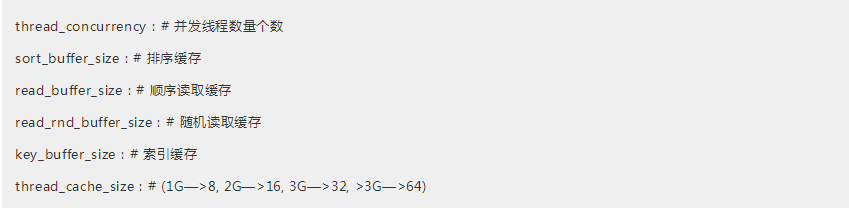 thread_concurrency：# 并发线程数量个数
sort_buffer_size：# 排序缓存
read_buffer_size：# 顺序读取缓存
read_rnd_buffer_size：# 随机读取缓存
key_buffer_size：# 索引缓存
thread_cache_size：# (1G—>8, 2G—>16, 3G—>32, >3G—>64)